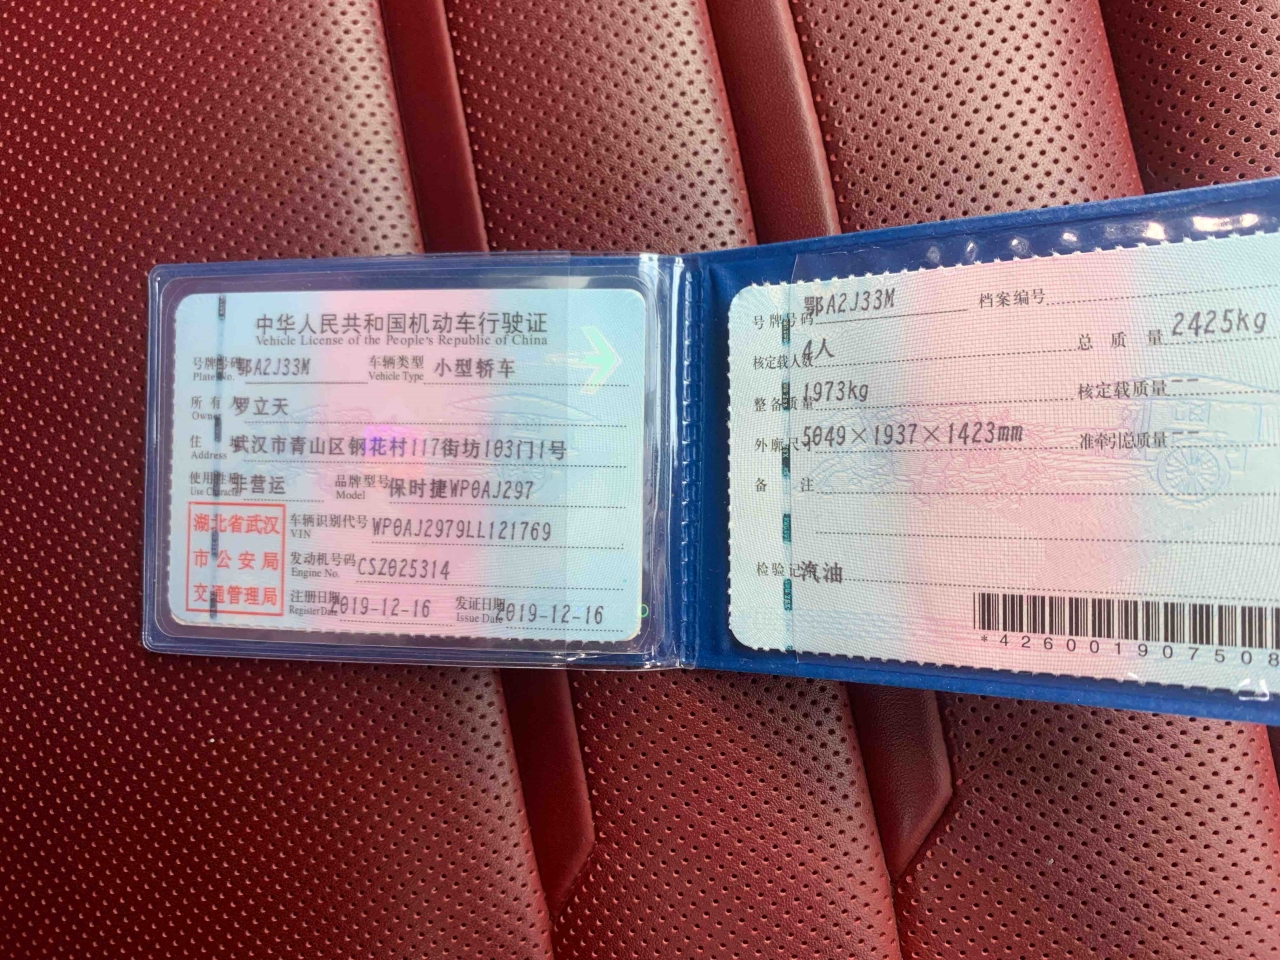 中华人民共和国机动车行驶证
Vehicle License of the People's Republic of China
号牌号码 鄂A2J33M 车辆类型 小型轿车
Plate No. Vehicle Type
所有人 罗立天
Owner
住址 武汉市青山区钢花村117街坊103门1号
Address
使用性质 非营运 品牌型号 保时捷WP0AJ297
Use Character Model
湖北省武汉
市公安局
交通管理局
车辆识别代号 WP0AJ2979LL121769
VIN
发动机号码 CSZ025314
Engine No.
注册日期 2019-12-16 发证日期 2019-12-16
Register Date Issue Date
号牌号码 鄂A2J33M 档案编号
核定载人数 4人 总质量 2425kg
整备质量 1973kg 核定载质量 --
外廓尺寸 5049×1937×1423mm 准牵引总质量 --
备注
检验记录 汽油
*426001907508